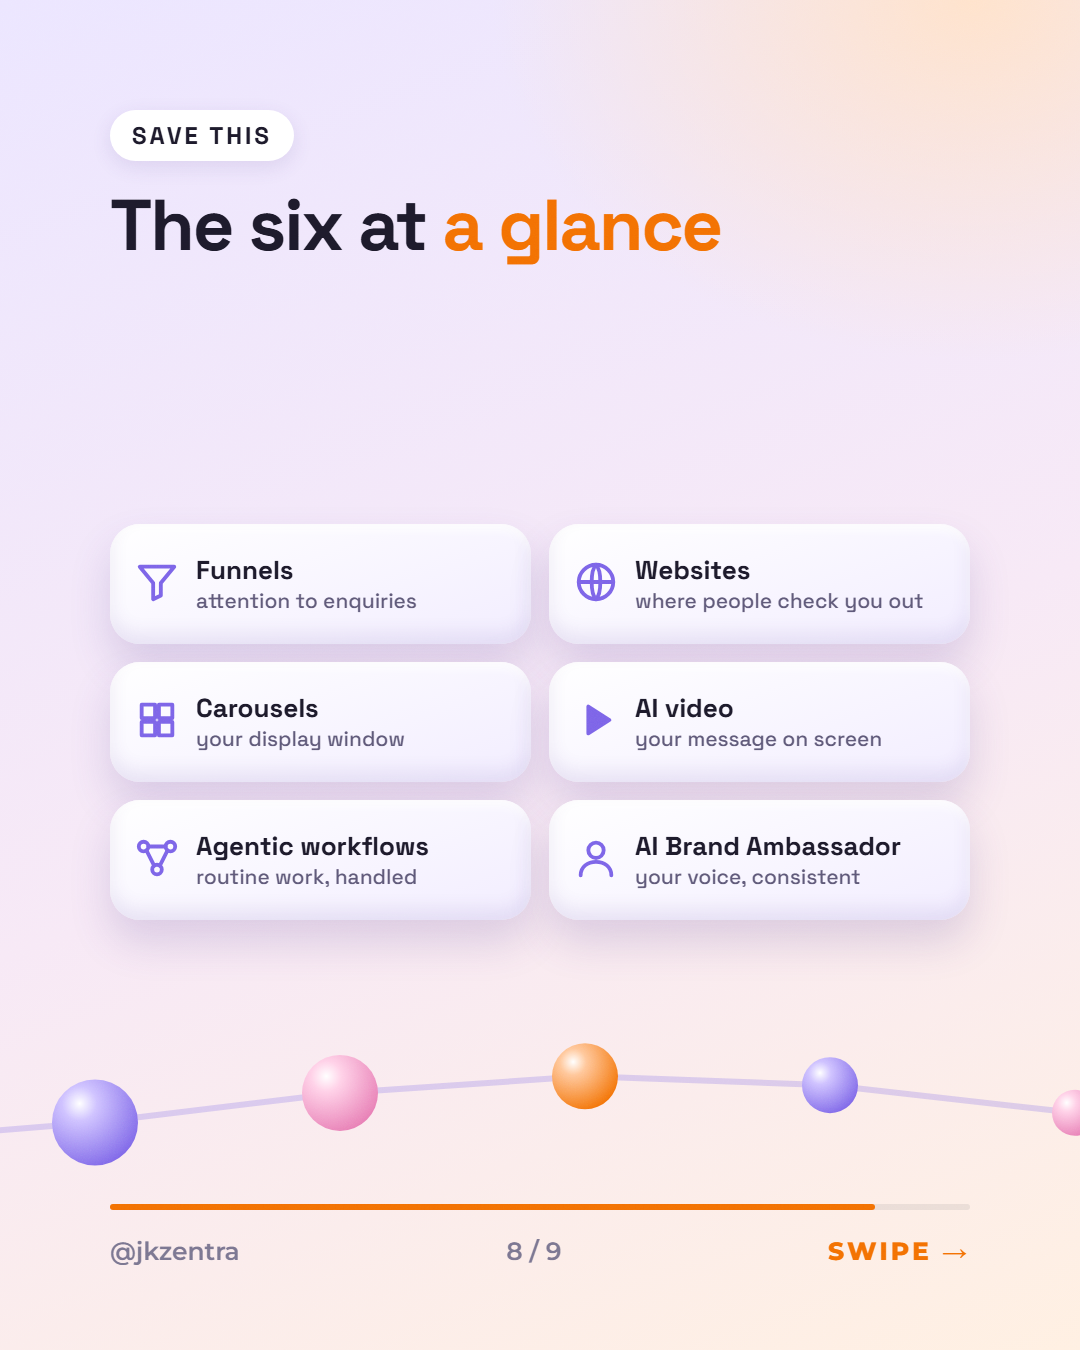 SAVE THIS
The six at a glance
Funnels
attention to enquiries
Websites
where people check you out
Carousels
your display window
AI video
your message on screen
Agentic workflows
routine work, handled
AI Brand Ambassador
your voice, consistent
@jkzentra
8 / 9
SWIPE →